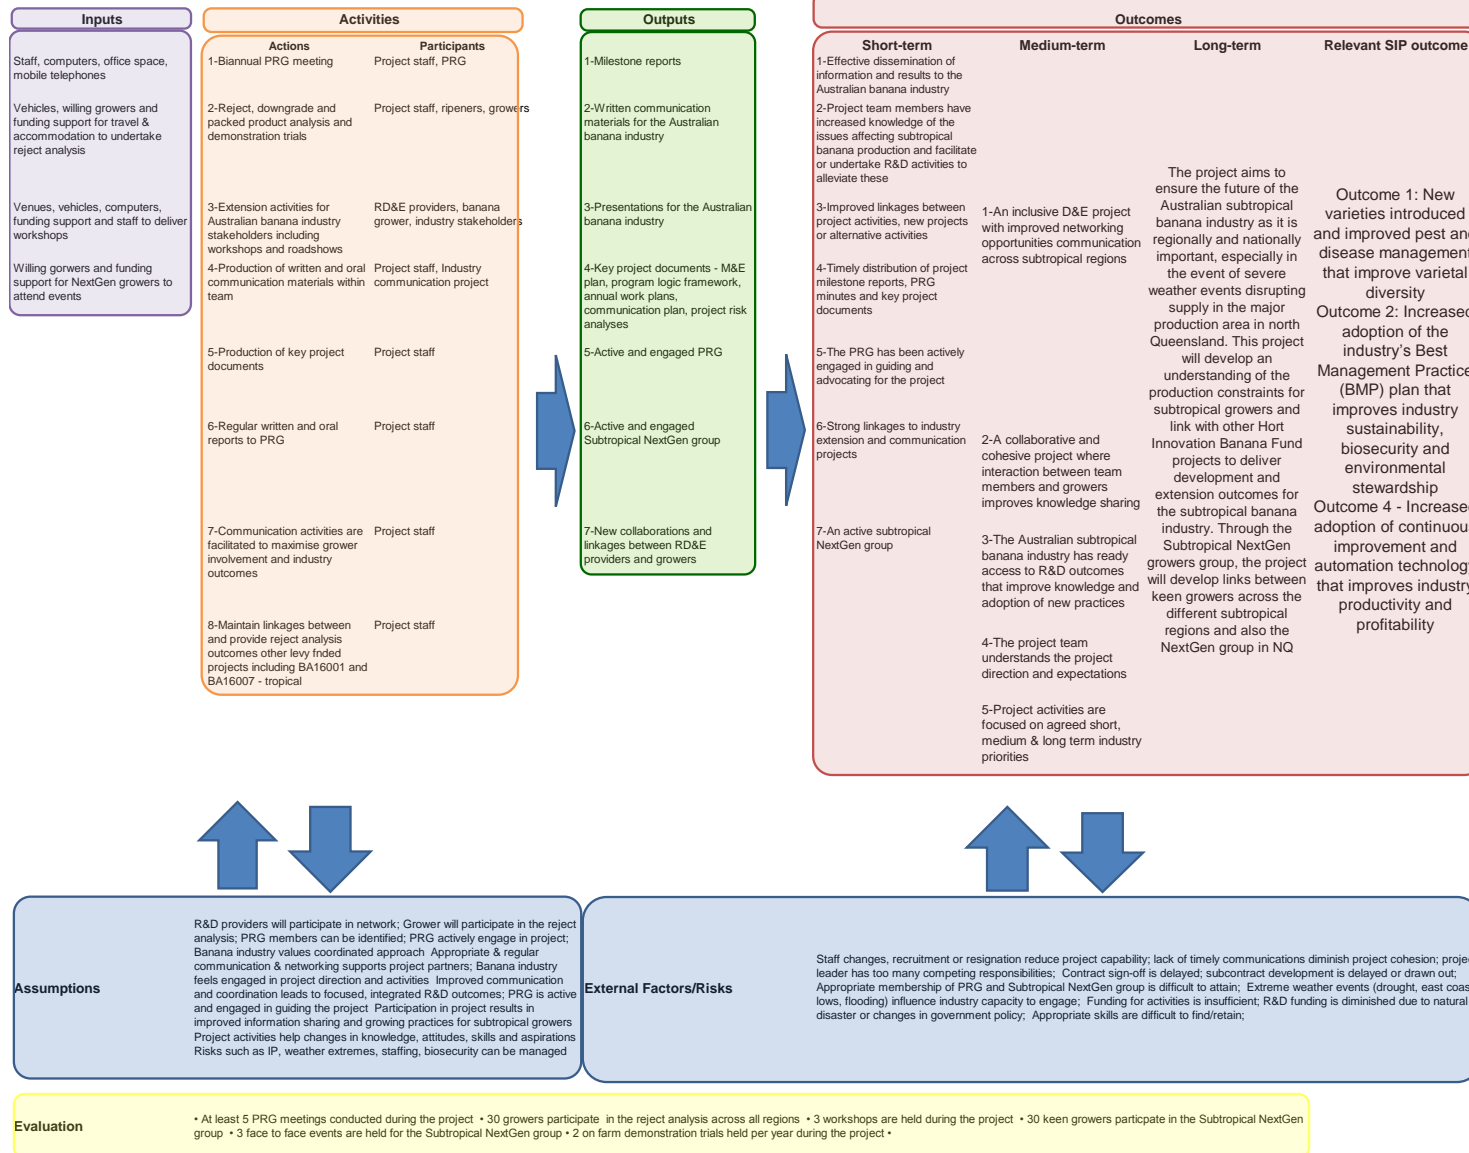 Inputs
Staff, computers, office space,
mobile telephones
Vehicles, willing growers and
funding support for travel &
accommodation to undertake
reject analysis
Venues, vehicles, computers,
funding support and staff to deliver
workshops
Willing gorwers and funding
support for NextGen growers to
attend events
Activities
Actions
1-Biannual PRG meeting
2-Reject, downgrade and
packed product analysis and
demonstration trials
3-Extension activities for
Australian banana industry
stakeholders including
workshops and roadshows
4-Production of written and oral
communication materials within
team
5-Production of key project
documents
6-Regular written and oral
reports to PRG
7-Communication activities are
facilitated to maximise grower
involvement and industry
outcomes
8-Maintain linkages between
and provide reject analysis
outcomes other levy fnded
projects including BA16001 and
BA16007 - tropical
Participants
Project staff, PRG
Project staff, ripeners, growers
RD&E providers, banana
grower, industry stakeholders
Project staff, Industry
communication project
Project staff
Project staff
Project staff
Project staff
Outputs
1-Milestone reports
2-Written communication
materials for the Australian
banana industry
3-Presentations for the Australian
banana industry
4-Key project documents - M&E
plan, program logic framework,
annual work plans,
communication plan, project risk
analyses
5-Active and engaged PRG
6-Active and engaged
Subtropical NextGen group
7-New collaborations and
linkages between RD&E
providers and growers
Outcomes
Short-term
1-Effective dissemination of
information and results to the
Australian banana industry
2-Project team members have
increased knowledge of the
issues affecting subtropical
banana production and facilitate
or undertake R&D activities to
alleviate these
3-Improved linkages between
project activities, new projects
or alternative activities
4-Timely distribution of project
milestone reports, PRG
minutes and key project
documents
5-The PRG has been actively
engaged in guiding and
advocating for the project
6-Strong linkages to industry
extension and communication
projects
7-An active subtropical
NextGen group
Medium-term
1-An inclusive D&E project
with improved networking
opportunities communication
across subtropical regions
2-A collaborative and
cohesive project where
interaction between team
members and growers
improves knowledge sharing
3-The Australian subtropical
banana industry has ready
access to R&D outcomes
that improve knowledge and
adoption of new practices
4-The project team
understands the project
direction and expectations
5-Project activities are
focused on agreed short,
medium & long term industry
priorities
Long-term
The project aims to
ensure the future of the
Australian subtropical
banana industry as it is
regionally and nationally
important, especially in
the event of severe
weather events disrupting
supply in the major
production area in north
Queensland. This project
will develop an
understanding of the
production constraints for
subtropical growers and
link with other Hort
Innovation Banana Fund
projects to deliver
development and
extension outcomes for
the subtropical banana
industry. Through the
Subtropical NextGen
growers group, the project
will develop links between
keen growers across the
different subtropical
regions and also the
NextGen group in NQ
Relevant SIP outcome
Outcome 1: New
varieties introduced
and improved pest and
disease management
that improve varietal
diversity
Outcome 2: Increased
adoption of the
industry's Best
Management Practice
(BMP) plan that
improves industry
sustainability,
biosecurity and
environmental
stewardship
Outcome 4 - Increased
adoption of continuou
improvement and
automation technology
that improves industry
productivity and
profitability
Assumptions
R&D providers will participate in network; Grower will participate in the reject
analysis; PRG members can be identified; PRG actively engage in project;
Banana industry values coordinated approach Appropriate & regular
communication & networking supports project partners; Banana industry
feels engaged in project direction and activities Improved communication
and coordination leads to focused, integrated R&D outcomes; PRG is active
and engaged in guiding the project Participation in project results in
improved information sharing and growing practices for subtropical growers
Project activities help changes in knowledge, attitudes, skills and aspirations
Risks such as IP, weather extremes, staffing, biosecurity can be managed
External Factors/Risks
Staff changes, recruitment or resignation reduce project capability; lack of timely communications diminish project cohesion; projec
leader has too many competing responsibilities; Contract sign-off is delayed; subcontract development is delayed or drawn out;
Appropriate membership of PRG and Subtropical NextGen group is difficult to attain; Extreme weather events (drought, east coas
lows, flooding) influence industry capacity to engage; Funding for activities is insufficient; R&D funding is diminished due to natural
disaster or changes in government policy; Appropriate skills are difficult to find/retain;
Evaluation
• At least 5 PRG meetings conducted during the project • 30 growers participate in the reject analysis across all regions • 3 workshops are held during the project • 30 keen growers particpate in the Subtropical NextGen
group • 3 face to face events are held for the Subtropical NextGen group • 2 on farm demonstration trials held per year during the project •